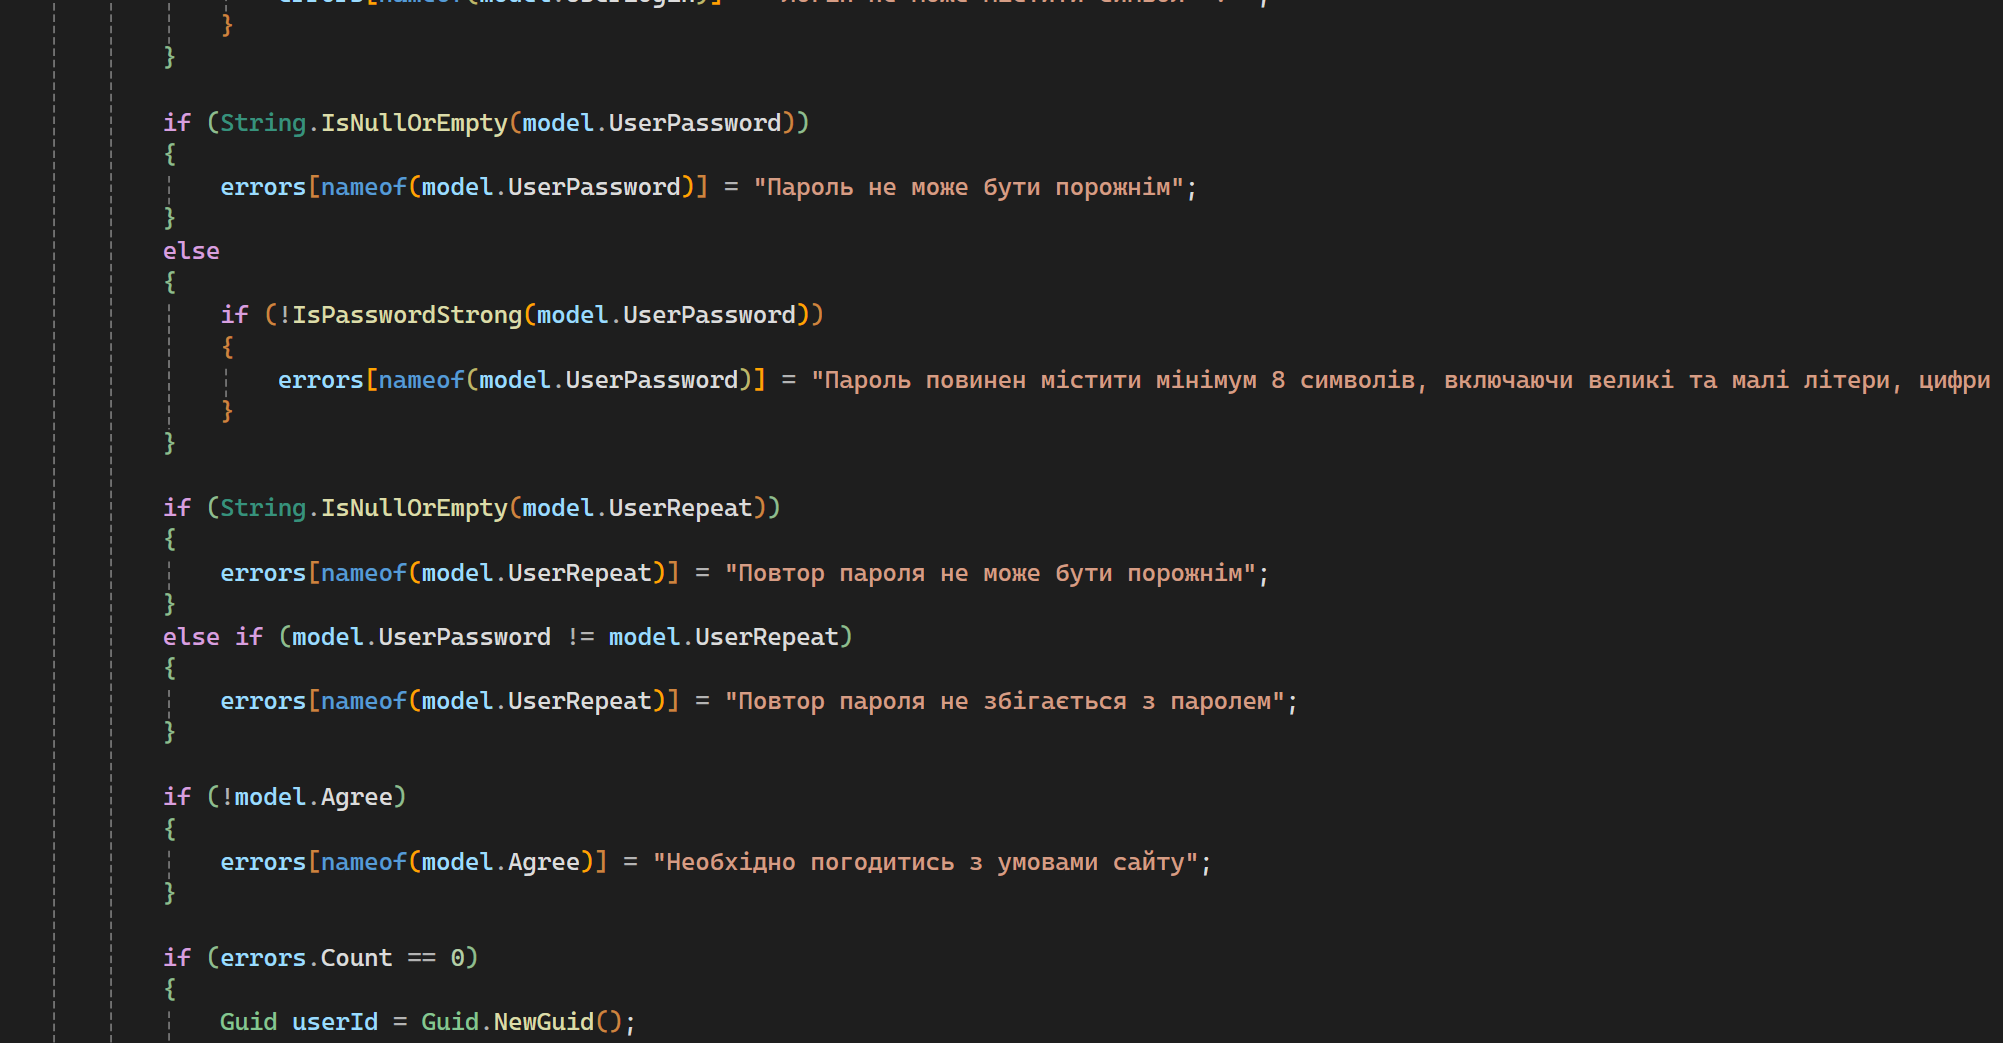 }
}
if (String.IsNullOrEmpty(model.UserPassword))
{
errors[nameof(model.UserPassword)] = "Пароль не може бути порожнім";
}
else
{
if (!IsPasswordStrong(model.UserPassword))
{
errors[nameof(model.UserPassword)] = "Пароль повинен містити мінімум 8 символів, включаючи великі та малі літери, цифри
}
}
if (String.IsNullOrEmpty(model.UserRepeat))
{
errors[nameof(model.UserRepeat)] = "Повтор пароля не може бути порожнім";
}
else if (model.UserPassword != model.UserRepeat)
{
errors[nameof(model.UserRepeat)] = "Повтор пароля не збігається з паролем";
}
if (!model.Agree)
{
errors[nameof(model.Agree)] = "Необхідно погодитись з умовами сайту";
}
if (errors.Count == 0)
{
Guid userId = Guid.NewGuid();